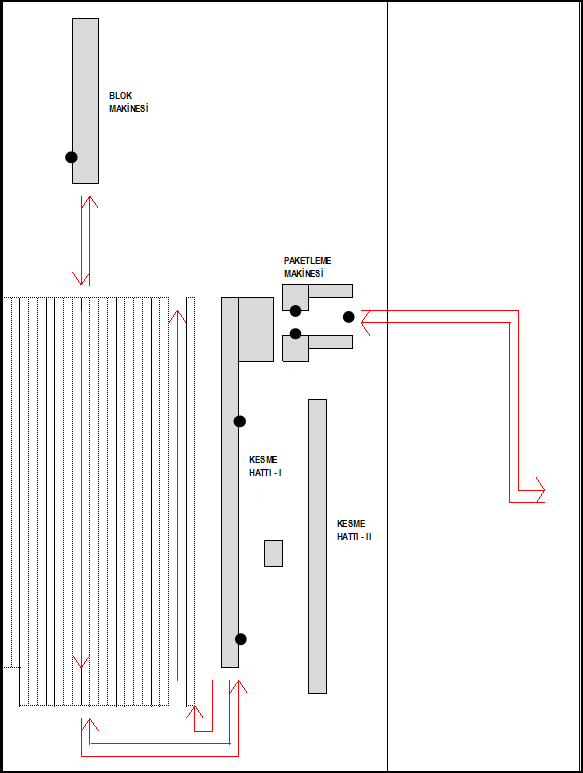 BLOK
MAKİNESİ
PAKETLEME
MAKİNESİ
KESME
HATTI - I
KESME
HATTI - II